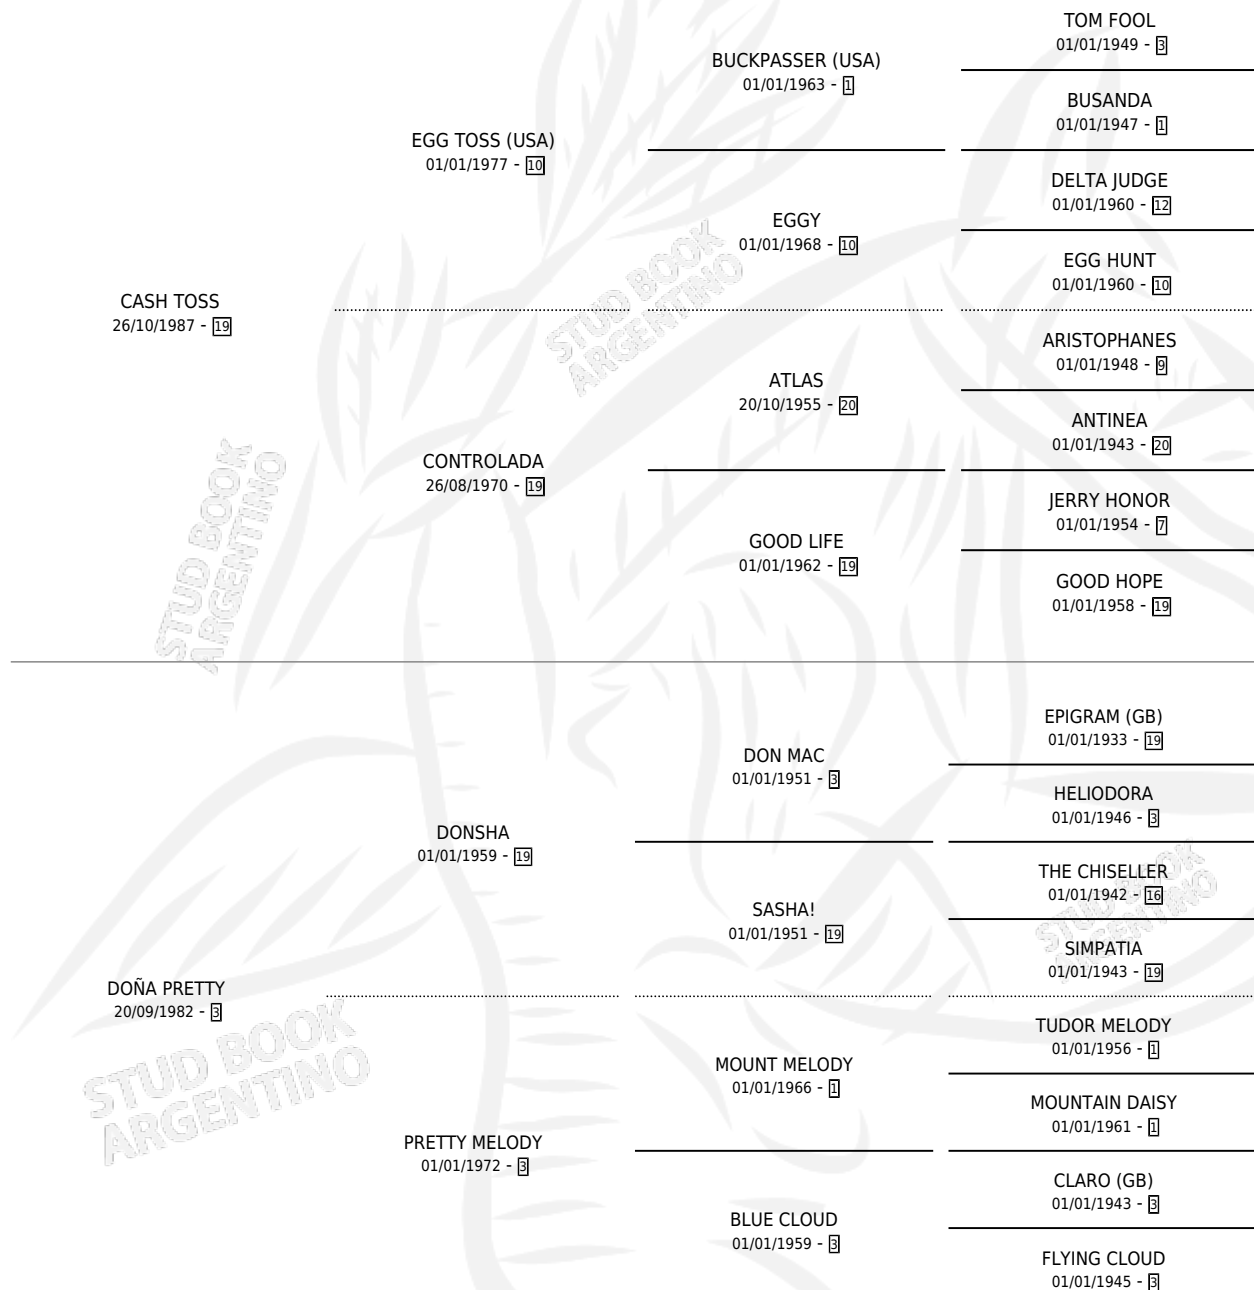 TOM FOOL
01/01/1949 - 3
BUCKPASSER (USA)
01/01/1963 - 1
BUSANDA
01/01/1947 - 1
EGG TOSS (USA)
01/01/1977 - 10
DELTA JUDGE
01/01/1960 - 12
EGGY
01/01/1968 - 10
EGG HUNT
01/01/1960 - 10
CASH TOSS
26/10/1987 - 19
STUD BOOK
ARGENTINO
ARISTOPHANES
01/01/1948 - 9
ATLAS
20/10/1955 - 20
ANTINEA
01/01/1943 - 20
CONTROLADA
26/08/1970 - 19
JERRY HONOR
01/01/1954 - 7
GOOD LIFE
01/01/1962 - 19
GOOD HOPE
01/01/1958 - 19
STUD BOOK
ARGENTINO
EPIGRAM (GB)
01/01/1933 - 19
DON MAC
01/01/1951 - 3
HELIODORA
01/01/1946 - 3
DONSHA
01/01/1959 - 19
THE CHISELLER
01/01/1942 - 16
SASHA!
01/01/1951 - 19
SIMPATIA
01/01/1943 - 19
STUD BOOK
ARGENTINO
DOÑA PRETTY
20/09/1982 - 3
STUD BOOK
ARGENTINO
TUDOR MELODY
01/01/1956 - 1
MOUNT MELODY
01/01/1966 - 1
MOUNTAIN DAISY
01/01/1961 - 1
PRETTY MELODY
01/01/1972 - 3
CLARO (GB)
01/01/1943 - 3
BLUE CLOUD
01/01/1959 - 3
FLYING CLOUD
01/01/1945 - 3